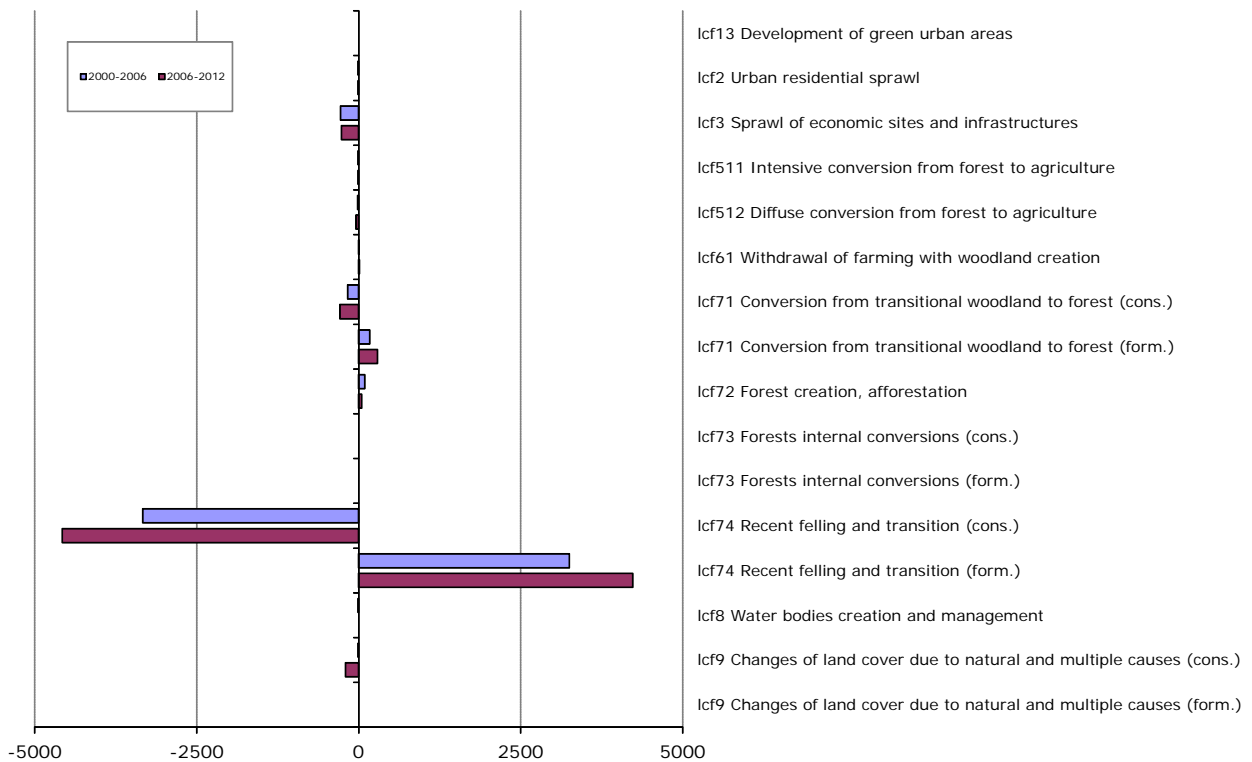 2000-2006 2006-2012
lcf13 Development of green urban areas
lcf2 Urban residential sprawl
lcf3 Sprawl of economic sites and infrastructures
lcf511 Intensive conversion from forest to agriculture
lcf512 Diffuse conversion from forest to agriculture
lcf61 Withdrawal of farming with woodland creation
lcf71 Conversion from transitional woodland to forest (cons.)
lcf71 Conversion from transitional woodland to forest (form.)
lcf72 Forest creation, afforestation
lcf73 Forests internal conversions (cons.)
lcf73 Forests internal conversions (form.)
lcf74 Recent felling and transition (cons.)
lcf74 Recent felling and transition (form.)
lcf8 Water bodies creation and management
lcf9 Changes of land cover due to natural and multiple causes (cons.)
lcf9 Changes of land cover due to natural and multiple causes (form.)
-5000 -2500 0 2500 5000